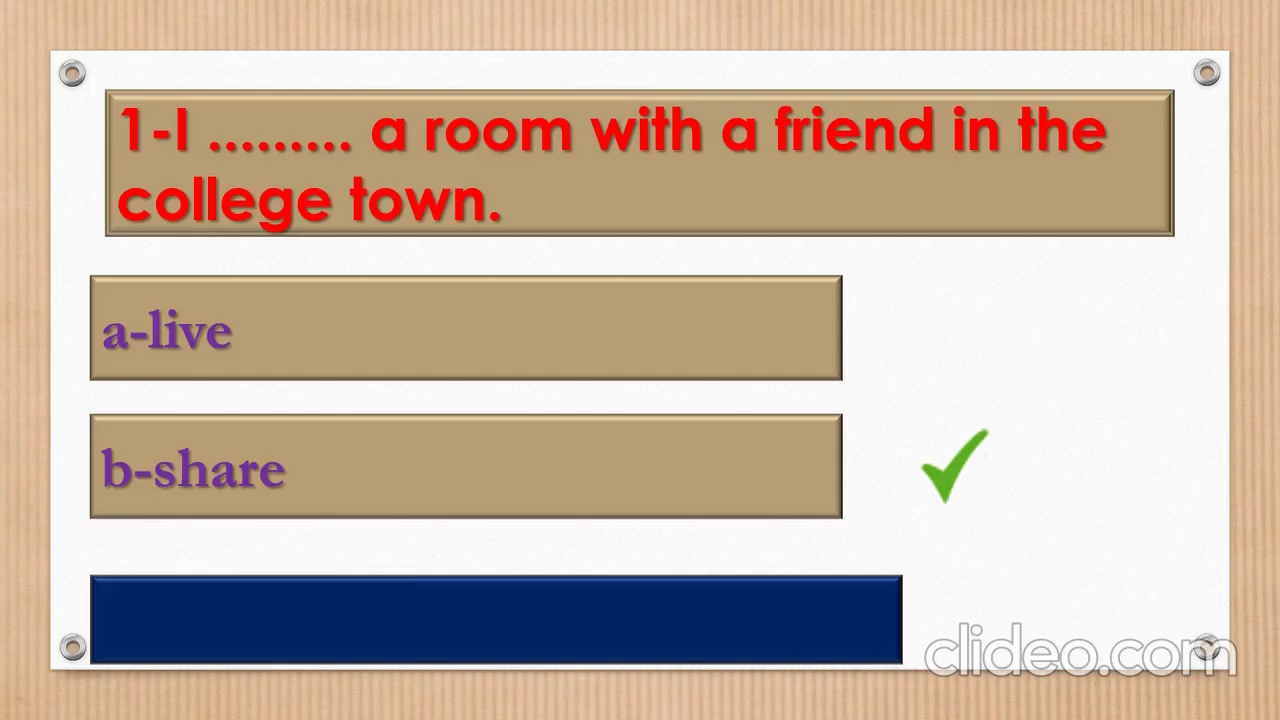 1-I ......... a room with a friend in the
college town.
a-live
b-share
clideo.com